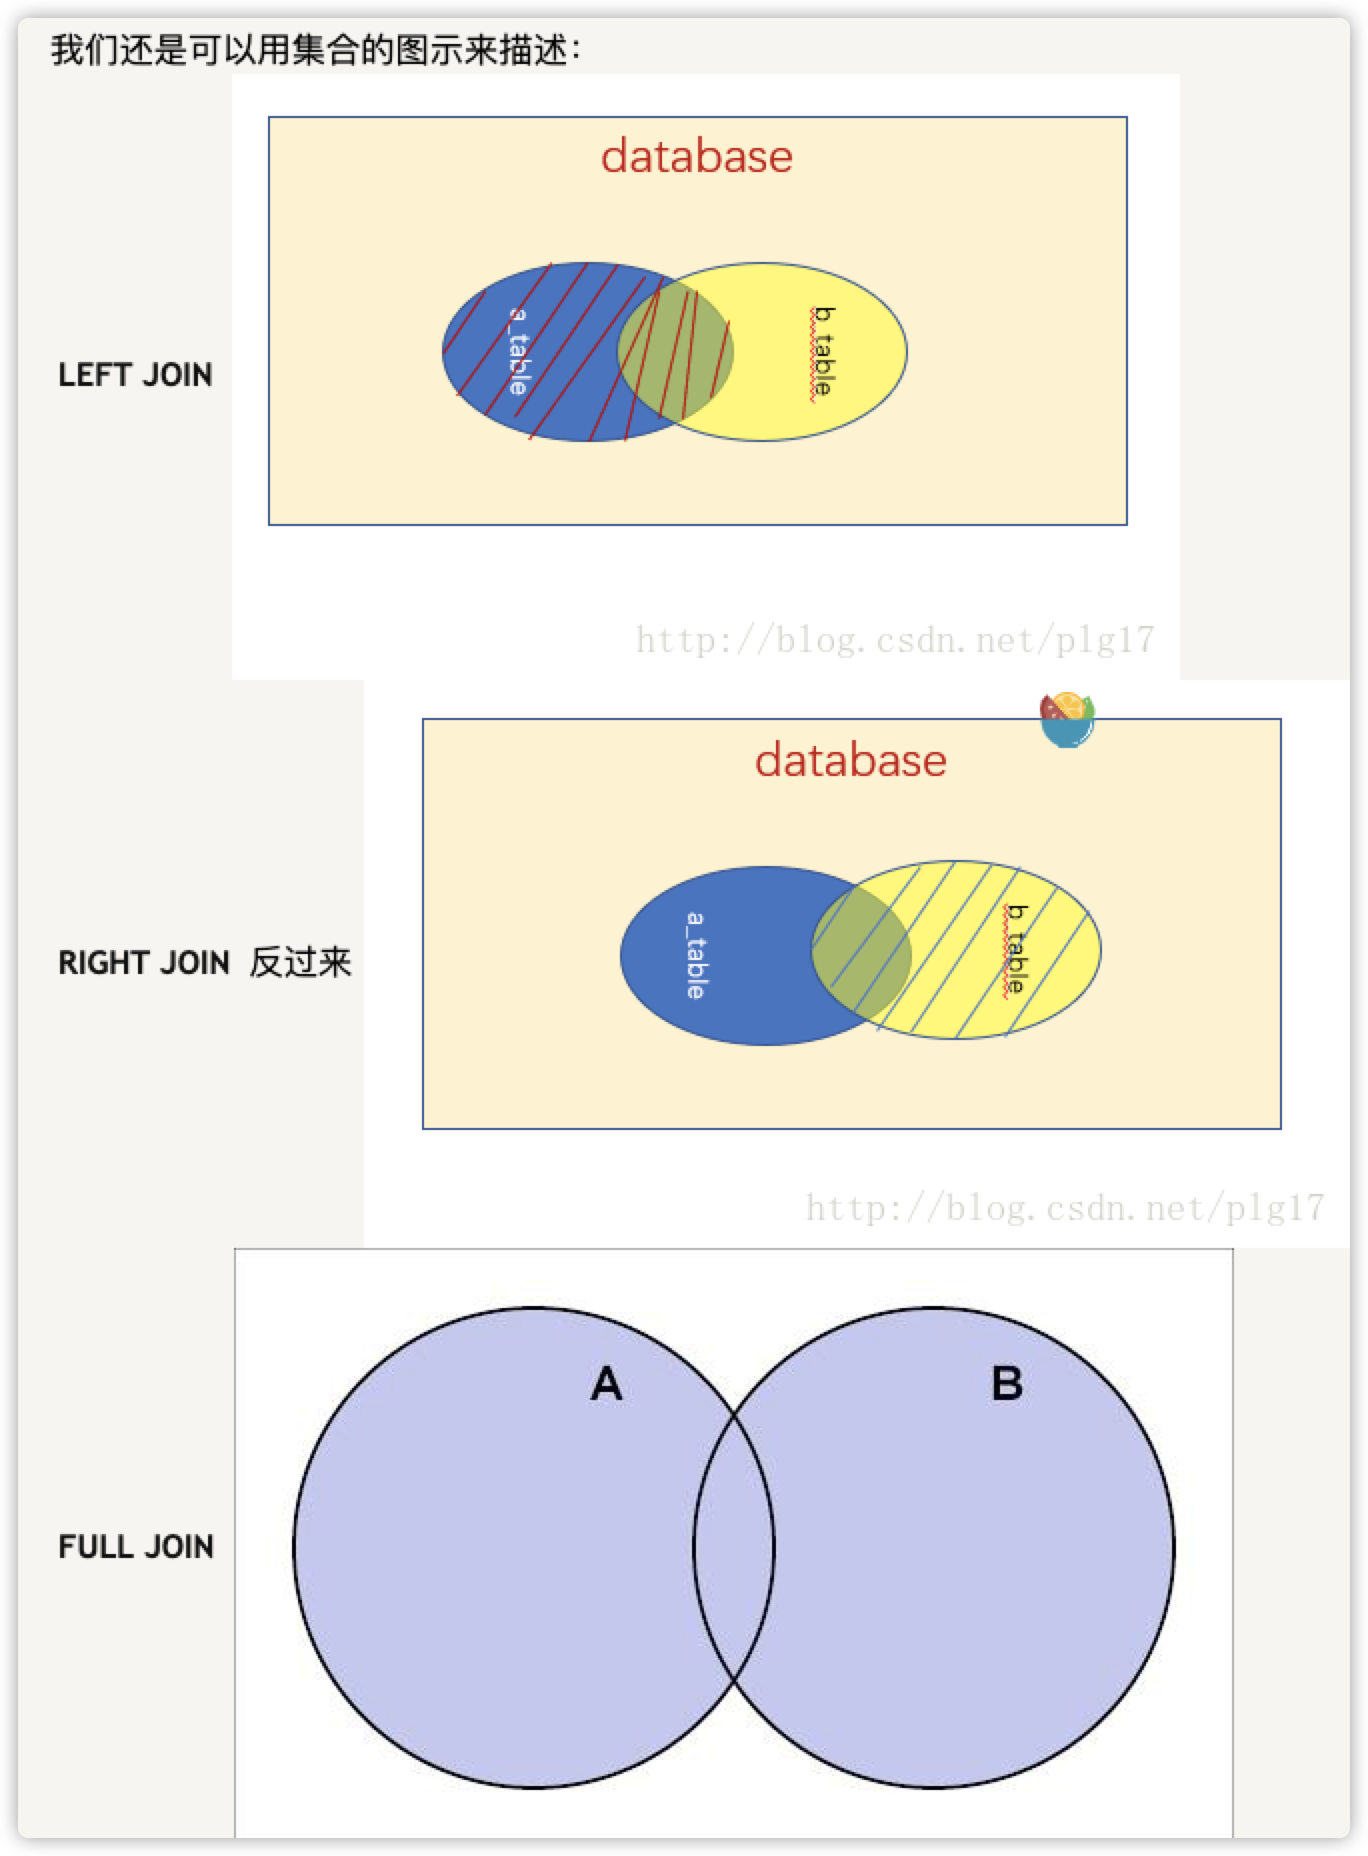 我们还是可以用集合的图示来描述：
database
a_table
b_table
LEFT JOIN
http://blog.csdn.net/plg17
database
a_table
b_table
RIGHT JOIN 反过来
http://blog.csdn.net/plg17
A
B
FULL JOIN